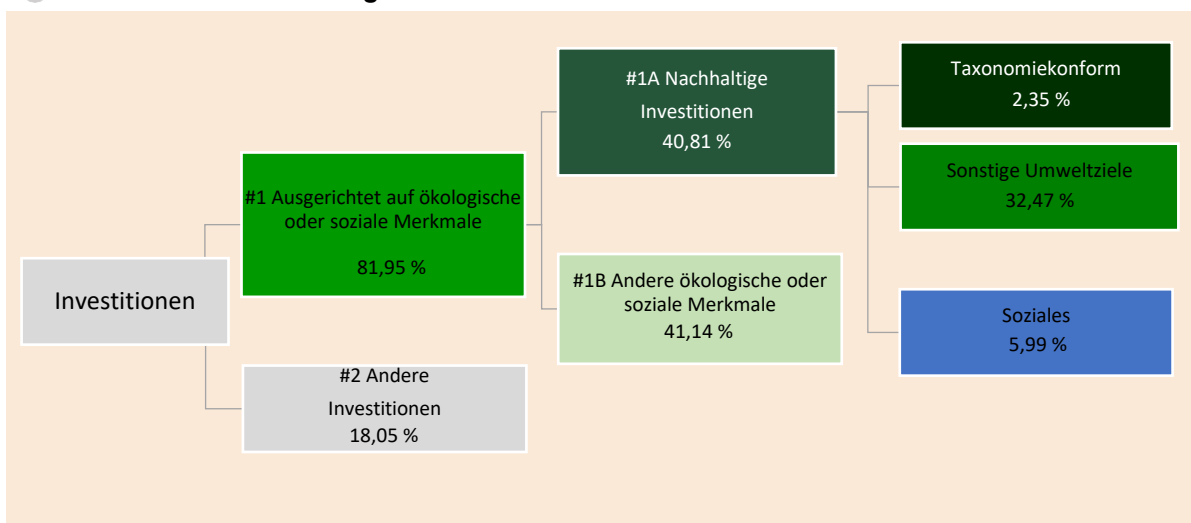 Investitionen
#1 Ausgerichtet auf ökologische
oder soziale Merkmale
81,95 %
#2 Andere
Investitionen
18,05 %
#1A Nachhaltige
Investitionen
40,81 %
#1B Andere ökologische oder
soziale Merkmale
41,14 %
Taxonomiekonform
2,35 %
Sonstige Umweltziele
32,47 %
Soziales
5,99 %